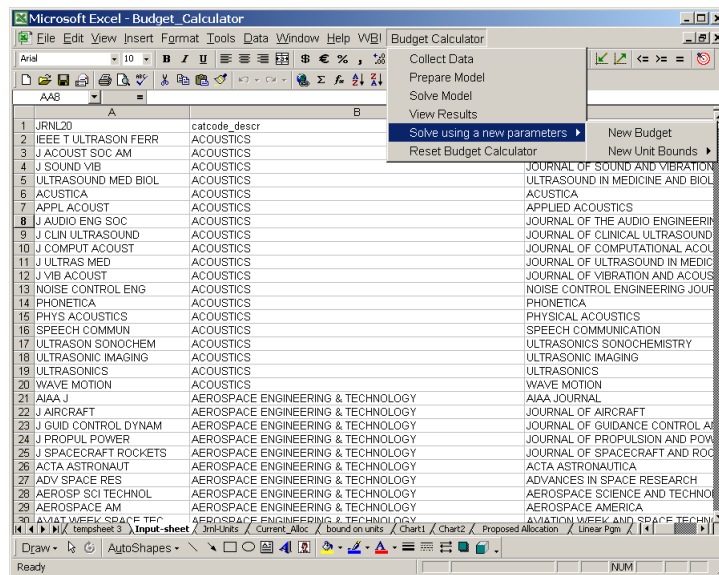 Microsoft Excel - Budget_Calculator
File Edit View Insert Format Tools Data Window Help WB! Budget Calculator
Arial 10 B I U $ € % ,
<= >= =
Σ fx
AA8 =
Collect Data
Prepare Model
Solve Model
View Results
Solve using a new parameters
Reset Budget Calculator
New Budget
New Unit Bounds
A B
1 JRNL20 catcode_descr
2 IEEE T ULTRASON FERR ACOUSTICS
3 J ACOUST SOC AM ACOUSTICS
4 J SOUND VIB ACOUSTICS JOURNAL OF SOUND AND VIBRATION
5 ULTRASOUND MED BIOL ACOUSTICS ULTRASOUND IN MEDICINE AND BIOL
6 ACUSTICA ACOUSTICS ACUSTICA
7 APPL ACOUST ACOUSTICS APPLIED ACOUSTICS
8 J AUDIO ENG SOC ACOUSTICS JOURNAL OF THE AUDIO ENGINEERIN
9 J CLIN ULTRASOUND ACOUSTICS JOURNAL OF CLINICAL ULTRASOUND
10 J COMPUT ACOUST ACOUSTICS JOURNAL OF COMPUTATIONAL ACOU
11 J ULTRAS MED ACOUSTICS JOURNAL OF ULTRASOUND IN MEDIC
12 J VIB ACOUST ACOUSTICS JOURNAL OF VIBRATION AND ACOUS
13 NOISE CONTROL ENG ACOUSTICS NOISE CONTROL ENGINEERING JOUR
14 PHONETICA ACOUSTICS PHONETICA
15 PHYS ACOUSTICS ACOUSTICS PHYSICAL ACOUSTICS
16 SPEECH COMMUN ACOUSTICS SPEECH COMMUNICATION
17 ULTRASON SONOCHEM ACOUSTICS ULTRASONICS SONOCHEMISTRY
18 ULTRASONIC IMAGING ACOUSTICS ULTRASONIC IMAGING
19 ULTRASONICS ACOUSTICS ULTRASONICS
20 WAVE MOTION ACOUSTICS WAVE MOTION
21 AIAA J AEROSPACE ENGINEERING & TECHNOLOGY AIAA JOURNAL
22 J AIRCRAFT AEROSPACE ENGINEERING & TECHNOLOGY JOURNAL OF AIRCRAFT
23 J GUID CONTROL DYNAM AEROSPACE ENGINEERING & TECHNOLOGY JOURNAL OF GUIDANCE CONTROL A
24 J PROPUL POWER AEROSPACE ENGINEERING & TECHNOLOGY JOURNAL OF PROPULSION AND POW
25 J SPACECRAFT ROCKETS AEROSPACE ENGINEERING & TECHNOLOGY JOURNAL OF SPACECRAFT AND ROC
26 ACTA ASTRONAUT AEROSPACE ENGINEERING & TECHNOLOGY ACTA ASTRONAUTICA
27 ADV SPACE RES AEROSPACE ENGINEERING & TECHNOLOGY ADVANCES IN SPACE RESEARCH
28 AEROSP SCI TECHNOL AEROSPACE ENGINEERING & TECHNOLOGY AEROSPACE SCIENCE AND TECHNO
29 AEROSPACE AM AEROSPACE ENGINEERING & TECHNOLOGY AEROSPACE AMERICA
30 AVIAT WEEK SPACE TEC AEROSPACE ENGINEERING & TECHNOLOGY AVIATION WEEK AND SPACE TECHN
tempsheet 3 Input-sheet Jrnl-Units Current_Alloc bound on units Chart1 Chart2 Proposed Allocation Linear Pgm
Draw AutoShapes A
Ready NUM